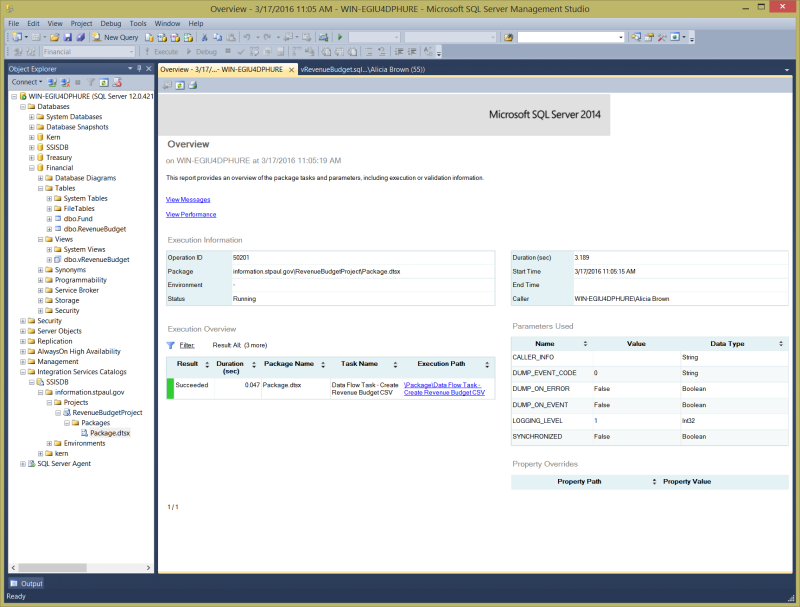 Overview - 3/17/2016 11:05 AM - WIN-EGIU4DPHURE - Microsoft SQL Server Management Studio
File Edit View Project Debug Tools Window Help
New Query
Financial Execute Debug
Object Explorer
Connect
WIN-EGIU4DPHURE (SQL Server 12.0.421
Databases
System Databases
Database Snapshots
Kern
SSISDB
Treasury
Financial
Database Diagrams
Tables
System Tables
FileTables
dbo.Fund
dbo.RevenueBudget
Views
System Views
dbo.vRevenueBudget
Synonyms
Programmability
Service Broker
Storage
Security
Security
Server Objects
Replication
AlwaysOn High Availability
Management
Integration Services Catalogs
SSISDB
information.stpaul.gov
Projects
RevenueBudgetProject
Packages
Package.dtsx
Environments
kern
SQL Server Agent
Overview - 3/17/...- WIN-EGIU4DPHURE vRevenueBudget.sql...\Alicia Brown (55))
Microsoft SQL Server 2014
Overview
on WIN-EGIU4DPHURE at 3/17/2016 11:05:19 AM
This report provides an overview of the package tasks and parameters, including execution or validation information.
View Messages
View Performance
Execution Information
Operation ID 50201
Package information.stpaul.gov\RevenueBudgetProject\Package.dtsx
Environment -
Status Running
Duration (sec) 3.189
Start Time 3/17/2016 11:05:15 AM
End Time
Caller WIN-EGIU4DPHURE\Alicia Brown
Execution Overview
Filter: Result: All; (3 more)
Result Duration (sec) Package Name Task Name Execution Path
Succeeded 0.047 Package.dtsx Data Flow Task - Create Revenue Budget CSV \Package\Data Flow Task - Create Revenue Budget CSV
Parameters Used
Name Value Data Type
CALLER_INFO String
DUMP_EVENT_CODE 0 String
DUMP_ON_ERROR False Boolean
DUMP_ON_EVENT False Boolean
LOGGING_LEVEL 1 Int32
SYNCHRONIZED False Boolean
Property Overrides
Property Path Property Value
1 / 1
Output
Ready